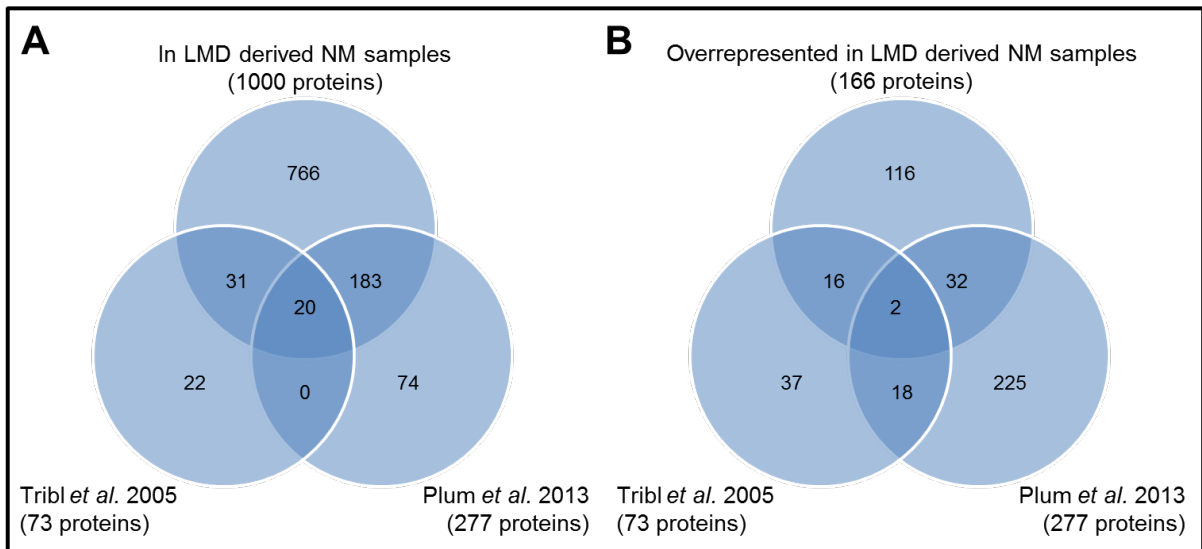 A
In LMD derived NM samples
(1000 proteins)
766
31
183
20
22
0
74
Tribl et al. 2005
(73 proteins)
Plum et al. 2013
(277 proteins)
B
Overrepresented in LMD derived NM samples
(166 proteins)
116
16
32
2
37
18
225
Tribl et al. 2005
(73 proteins)
Plum et al. 2013
(277 proteins)